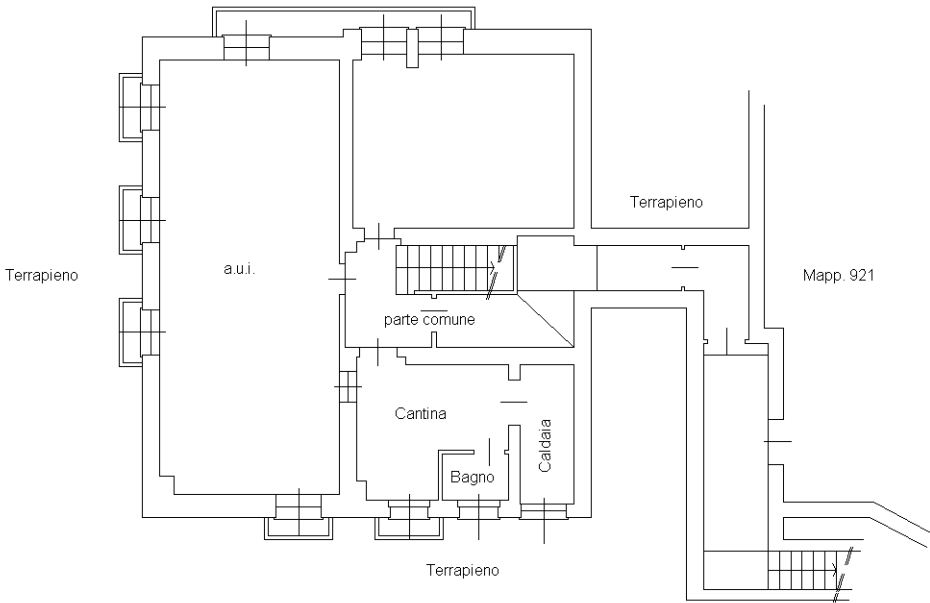 Terrapieno
Terrapieno
a.u.i.
Mapp. 921
parte comune
Cantina
Caldaia
Bagno
Terrapieno